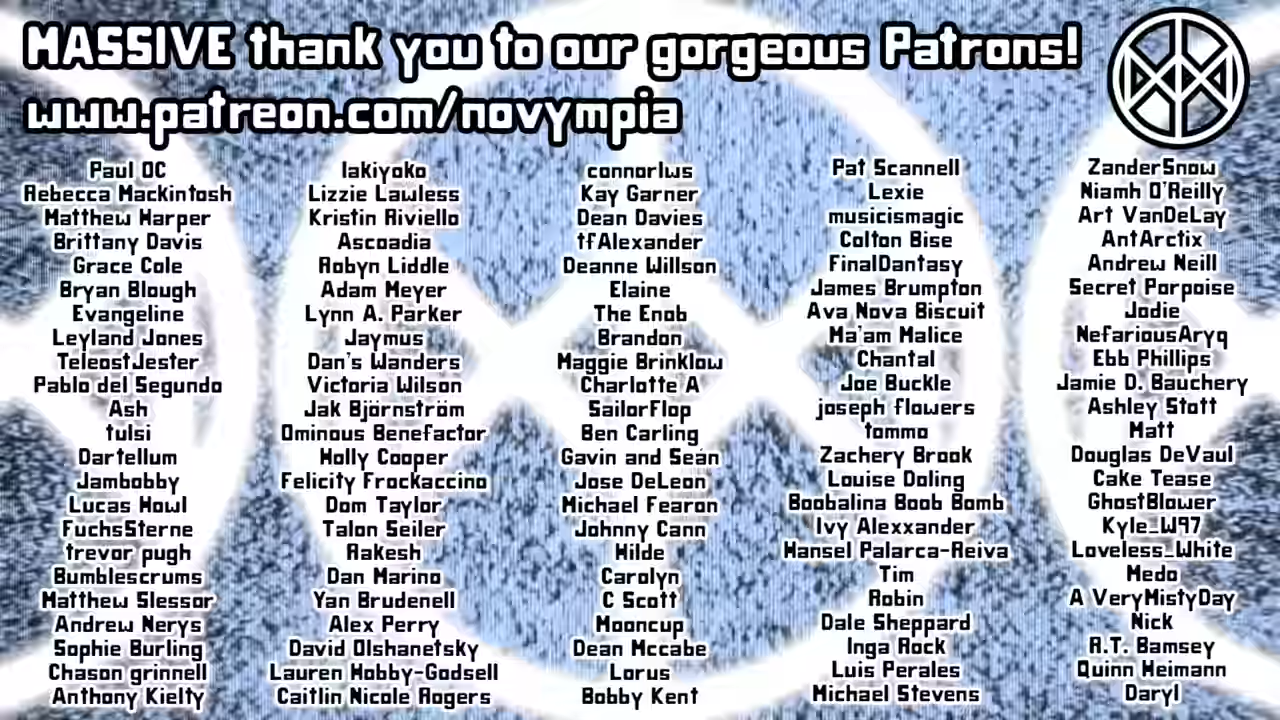 MASSIVE thank you to our gorgeous Patrons!
www.patreon.com/novympia
Paul OC
Rebecca Mackintosh
Matthew Harper
Brittany Davis
Grace Cole
Bryan Blough
Evangeline
Leyland Jones
TeleostJester
Pablo del Segundo
Ash
tulsi
Dartellum
Jambobby
Lucas Howl
FuchsSterne
trevor pugh
Bumblescrums
Matthew Slessor
Andrew Nerys
Sophie Burling
Chason grinnell
Anthony Kielty
lakiyoko
Lizzie Lawless
Kristin Riviello
Ascoadia
Robyn Liddle
Adam Meyer
Lynn A. Parker
Jaymus
Dan's Wanders
Victoria Wilson
Jak Björnström
Ominous Benefactor
Holly Cooper
Felicity Frockaccino
Dom Taylor
Talon Seiler
Rakesh
Dan Marino
Yan Brudenell
Alex Perry
David Olshanetsky
Lauren Hobby-Godsell
Caitlin Nicole Rogers
connorlws
Kay Garner
Dean Davies
tfAlexander
Deanne Willson
Elaine
The Enob
Brandon
Maggie Brinklow
Charlotte A
SailorFlop
Ben Carling
Gavin and Seán
Jose DeLeon
Michael Fearon
Johnny Cann
Hilde
Carolyn
C Scott
Mooncup
Dean Mccabe
Lorus
Bobby Kent
Pat Scannell
Lexie
musicismagic
Colton Bise
FinalDantasy
James Brumpton
Ava Nova Biscuit
Ma'am Malice
Chantal
Joe Buckle
joseph flowers
tommo
Zachery Brook
Louise Doling
Boobalina Boob Bomb
Ivy Alexxander
Hansel Palarca-Reiva
Tim
Robin
Dale Sheppard
Inga Rock
Luis Perales
Michael Stevens
ZanderSnow
Niamh O'Reilly
Art VanDeLay
AntArctix
Andrew Neill
Secret Porpoise
Jodie
NefariousAryq
Ebb Phillips
Jamie D. Bauchery
Ashley Stott
Matt
Douglas DeVaul
Cake Tease
GhostBlower
Kyle_W97
Loveless_White
Medo
A VeryMistyDay
Nick
R.T. Bamsey
Quinn Heimann
Daryl